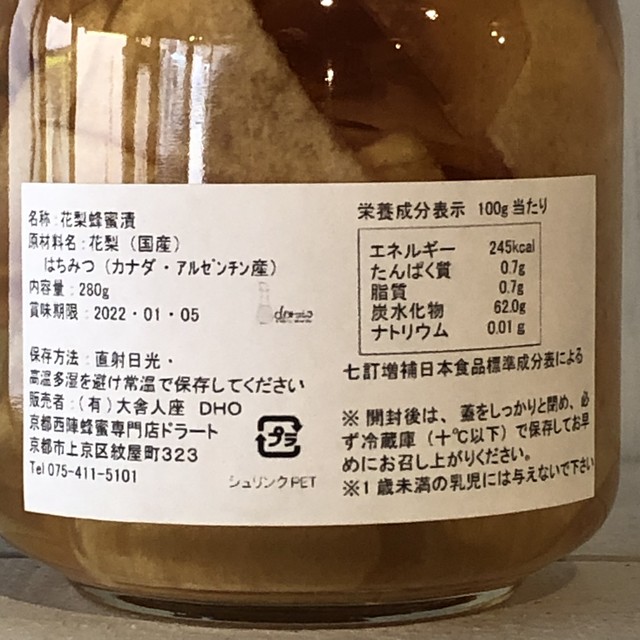 名称：花梨蜂蜜漬
原材料名：花梨（国産）
はちみつ（カナダ・アルゼンチン産）
内容量：280g
賞味期限：2022・01・05
保存方法：直射日光・
高温多湿を避け常温で保存してください
販売者：（有）大舎人座　DHO
京都西陣蜂蜜専門店ドラート
京都市上京区紋屋町323
Tel 075-411-5101
プラ
シュリンクPET
栄養成分表示　100g当たり
エネルギー　245kcal
たんぱく質　0.7g
脂質　0.7g
炭水化物　62.0g
ナトリウム　0.01g
七訂増補日本食品標準成分表による
※開封後は、蓋をしっかりと閉め、必
ず冷蔵庫（十℃以下）で保存してお早
めにお召し上がりください。
※1歳未満の乳児には与えないで下さい